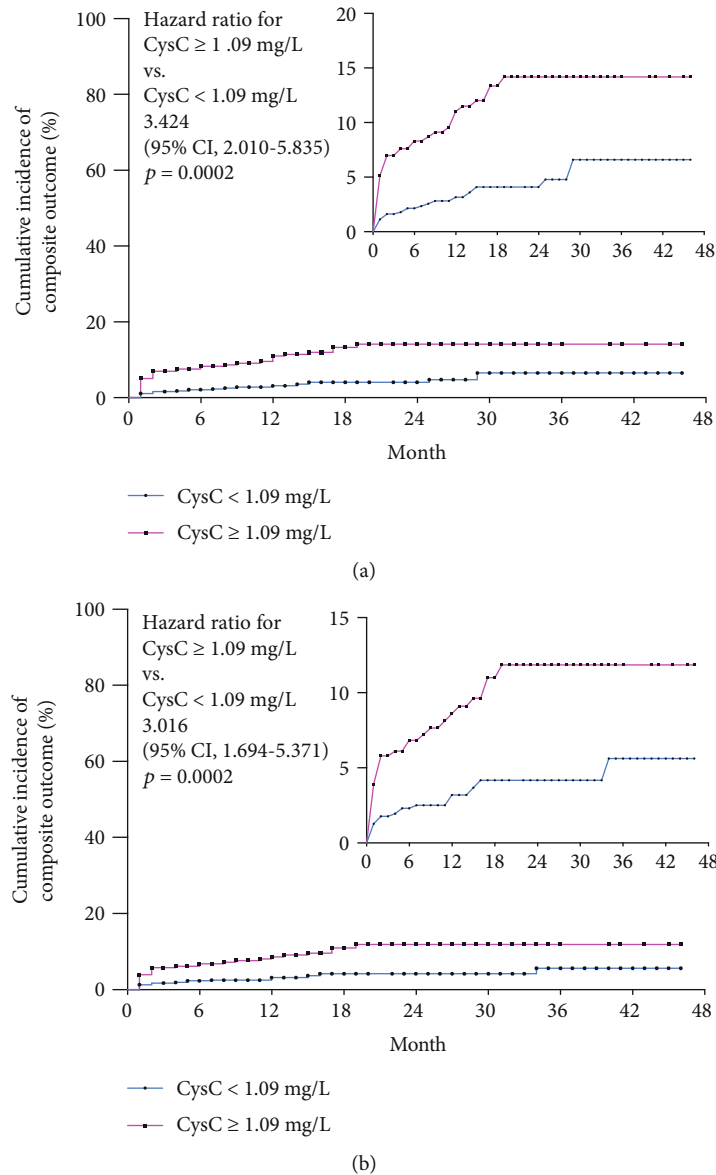 100
80
60
40
20
0
Cumulative incidence of
composite outcome (%)
Hazard ratio for
CysC ≥ 1 .09 mg/L
vs.
CysC < 1.09 mg/L
3.424
(95% CI, 2.010-5.835)
p = 0.0002
20
15
10
5
0
0 6 12 18 24 30 36 42 48
0 6 12 18 24 30 36 42 48
Month
CysC < 1.09 mg/L
CysC ≥ 1.09 mg/L
(a)
100
80
60
40
20
0
Cumulative incidence of
composite outcome (%)
Hazard ratio for
CysC ≥ 1.09 mg/L
vs.
CysC < 1.09 mg/L
3.016
(95% CI, 1.694-5.371)
p = 0.0002
15
10
5
0
0 6 12 18 24 30 36 42 48
0 6 12 18 24 30 36 42 48
Month
CysC < 1.09 mg/L
CysC ≥ 1.09 mg/L
(b)